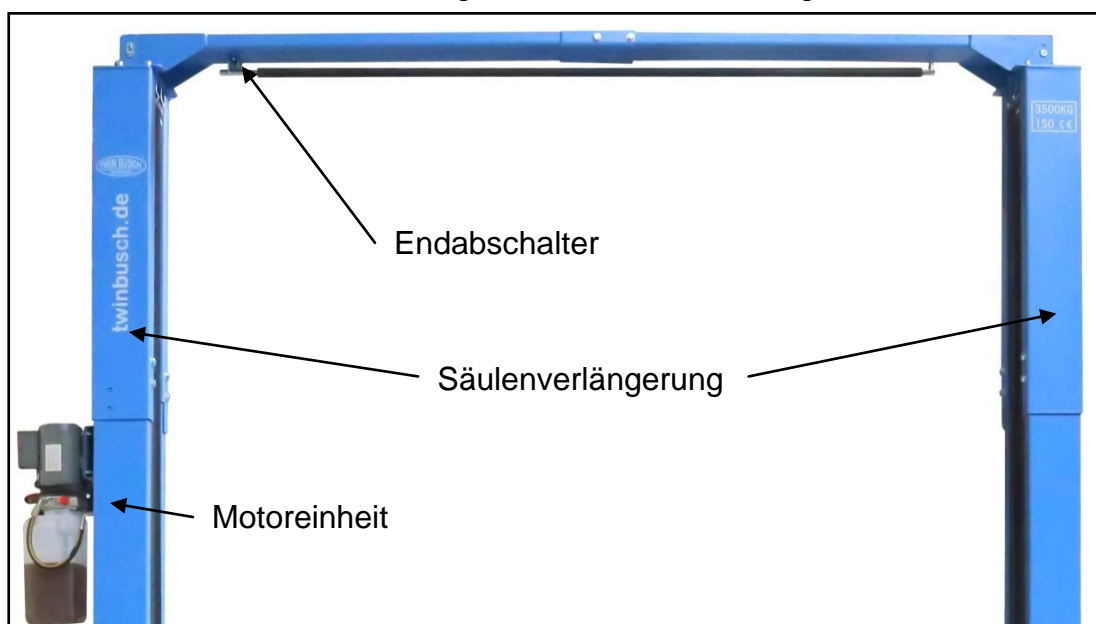 3500KG
ISO CE
TWIN BUSCH
twinbusch.de
Endabschalter
Säulenverlängerung
Motoreinheit